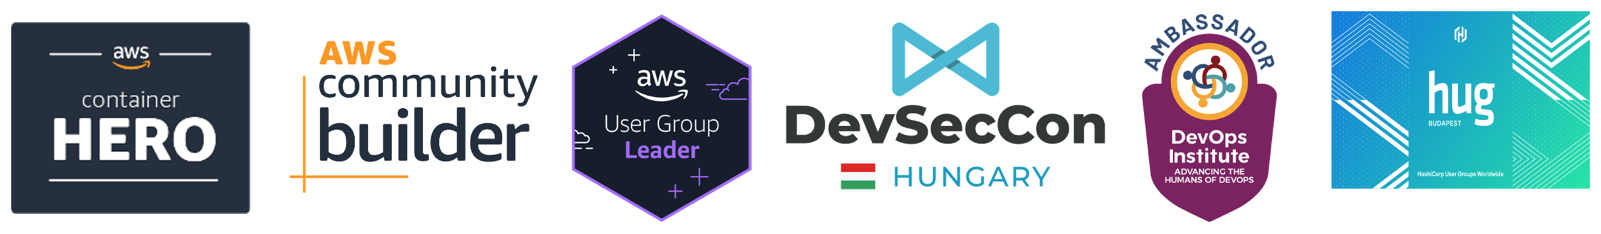 aws
container
HERO
AWS
community
builder
aws
User Group
Leader
DevSecCon
HUNGARY
AMBASSADOR
DevOps
Institute
ADVANCING THE
HUMANS OF DEVOPS
hug
BUDAPEST
HashiCorp User Groups Worldwide